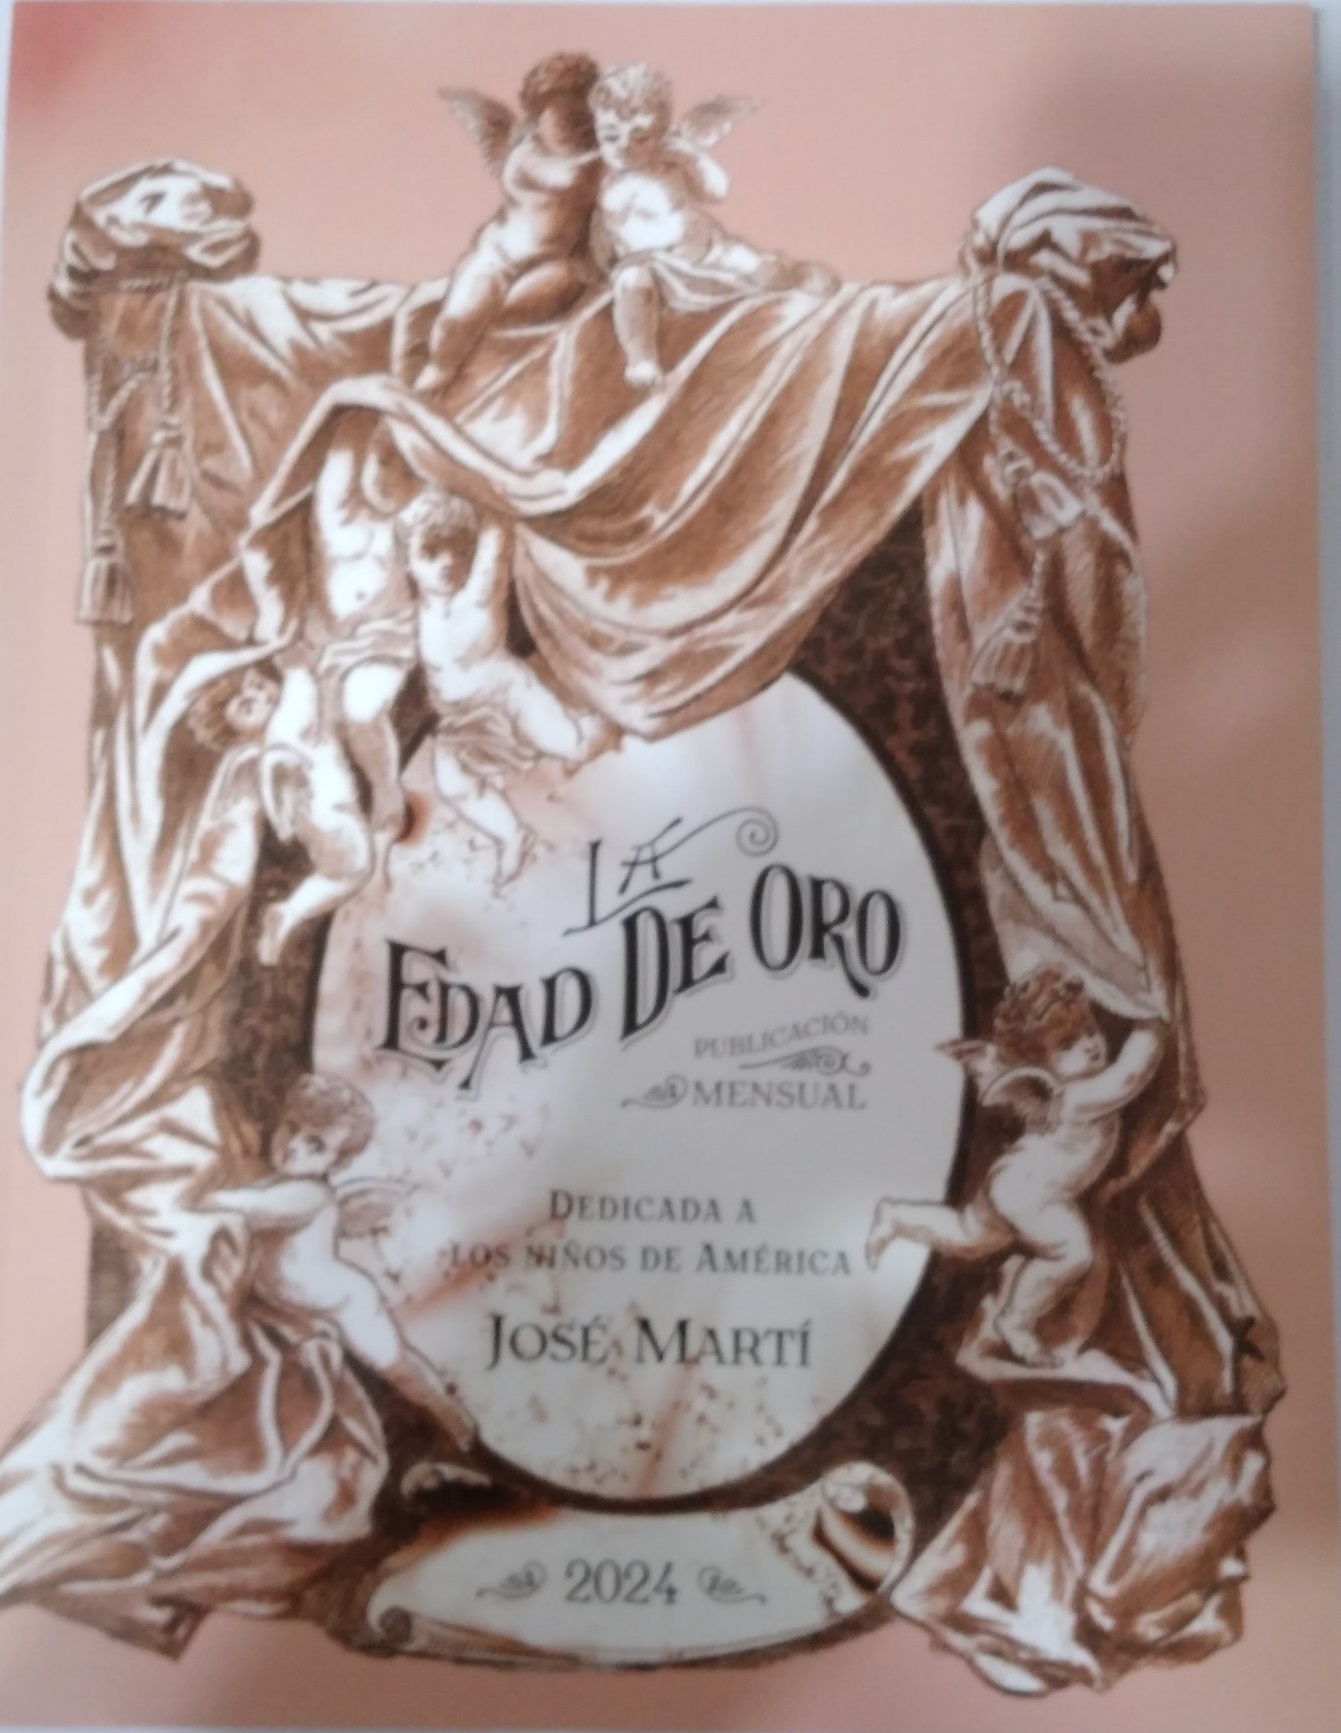 LA
EDAD DE ORO
PUBLICACIÓN
MENSUAL
DEDICADA A
LOS NIÑOS DE AMÉRICA
JOSÉ MARTÍ
2024